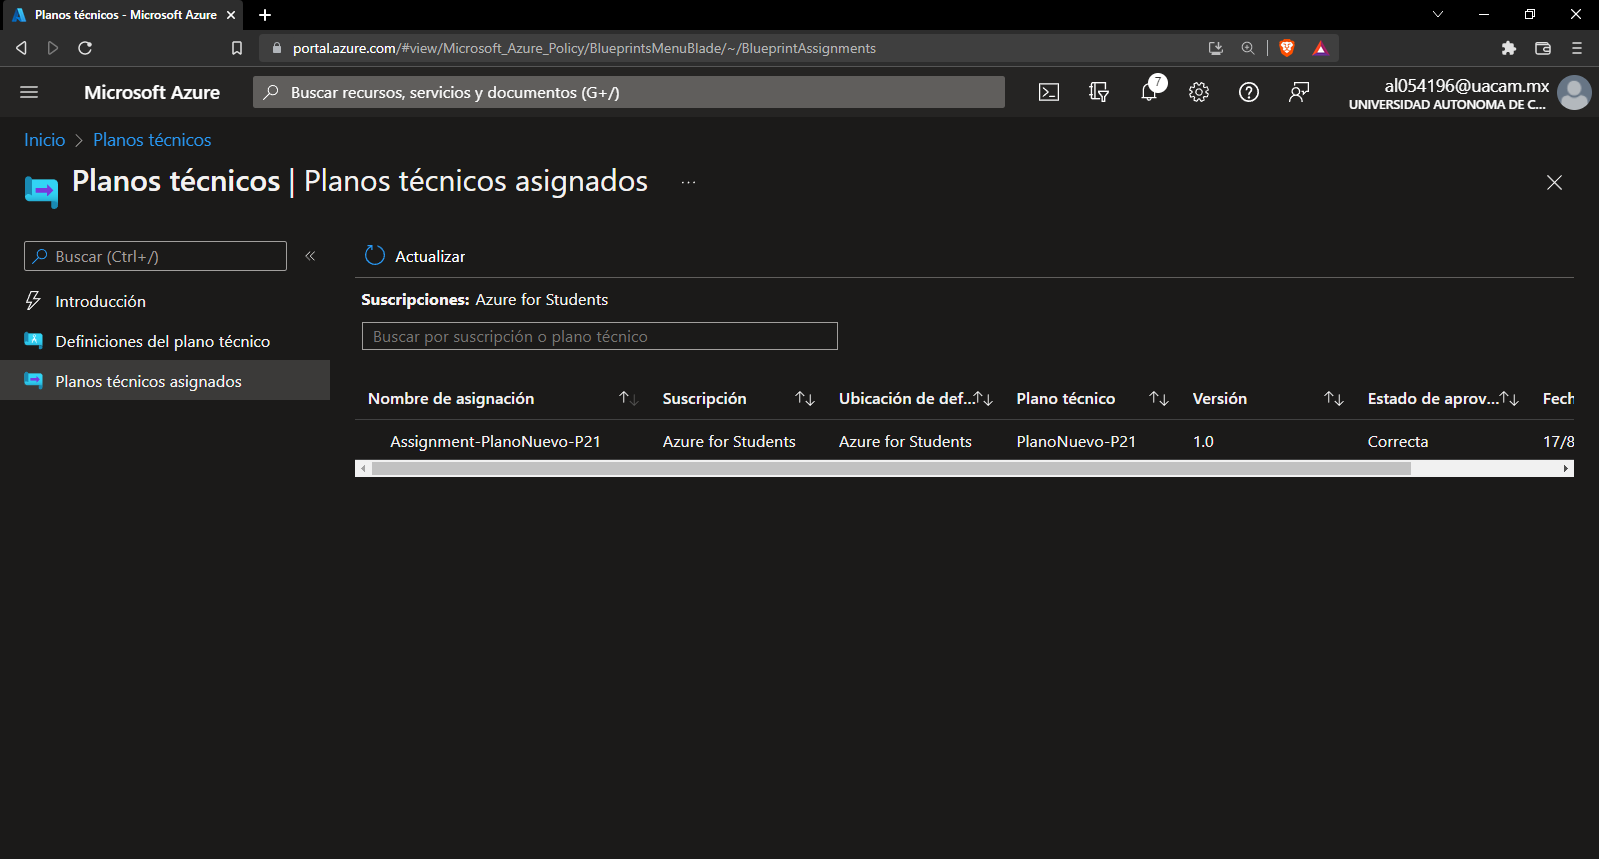 Planos técnicos - Microsoft Azure
portal.azure.com/#view/Microsoft_Azure_Policy/BlueprintsMenuBlade/~/BlueprintAssignments
Microsoft Azure
Buscar recursos, servicios y documentos (G+/)
7
al054196@uacam.mx
UNIVERSIDAD AUTONOMA DE C...
Inicio > Planos técnicos
Planos técnicos | Planos técnicos asignados ...
Buscar (Ctrl+/)
«
Introducción
Definiciones del plano técnico
Planos técnicos asignados
Actualizar
Suscripciones: Azure for Students
Buscar por suscripción o plano técnico
Nombre de asignación Suscripción Ubicación de def... Plano técnico Versión Estado de aprov... Fech
Assignment-PlanoNuevo-P21 Azure for Students Azure for Students PlanoNuevo-P21 1.0 Correcta 17/8